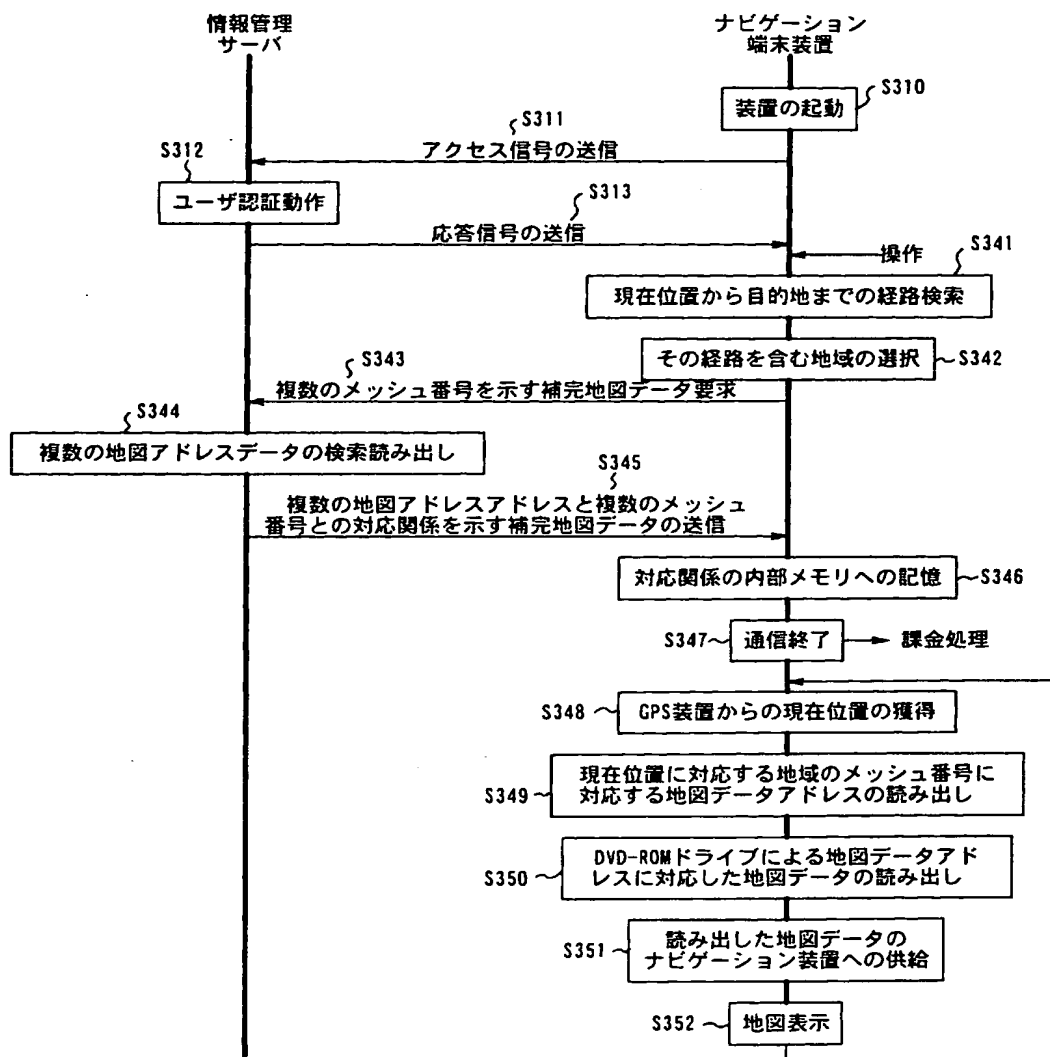 情報管理
サーバ
ナビゲーション
端末装置
S310
装置の起動
S311
アクセス信号の送信
S312
ユーザ認証動作
S313
応答信号の送信
操作
S341
現在位置から目的地までの経路検索
その経路を含む地域の選択
S342
S343
複数のメッシュ番号を示す補完地図データ要求
S344
複数の地図アドレスデータの検索読み出し
S345
複数の地図アドレスアドレスと複数のメッシュ
番号との対応関係を示す補完地図データの送信
対応関係の内部メモリへの記憶
S346
S347
通信終了
課金処理
S348
GPS装置からの現在位置の獲得
S349
現在位置に対応する地域のメッシュ番号に
対応する地図データアドレスの読み出し
S350
DVD-ROMドライブによる地図データアド
レスに対応した地図データの読み出し
S351
読み出した地図データの
ナビゲーション装置への供給
S352
地図表示